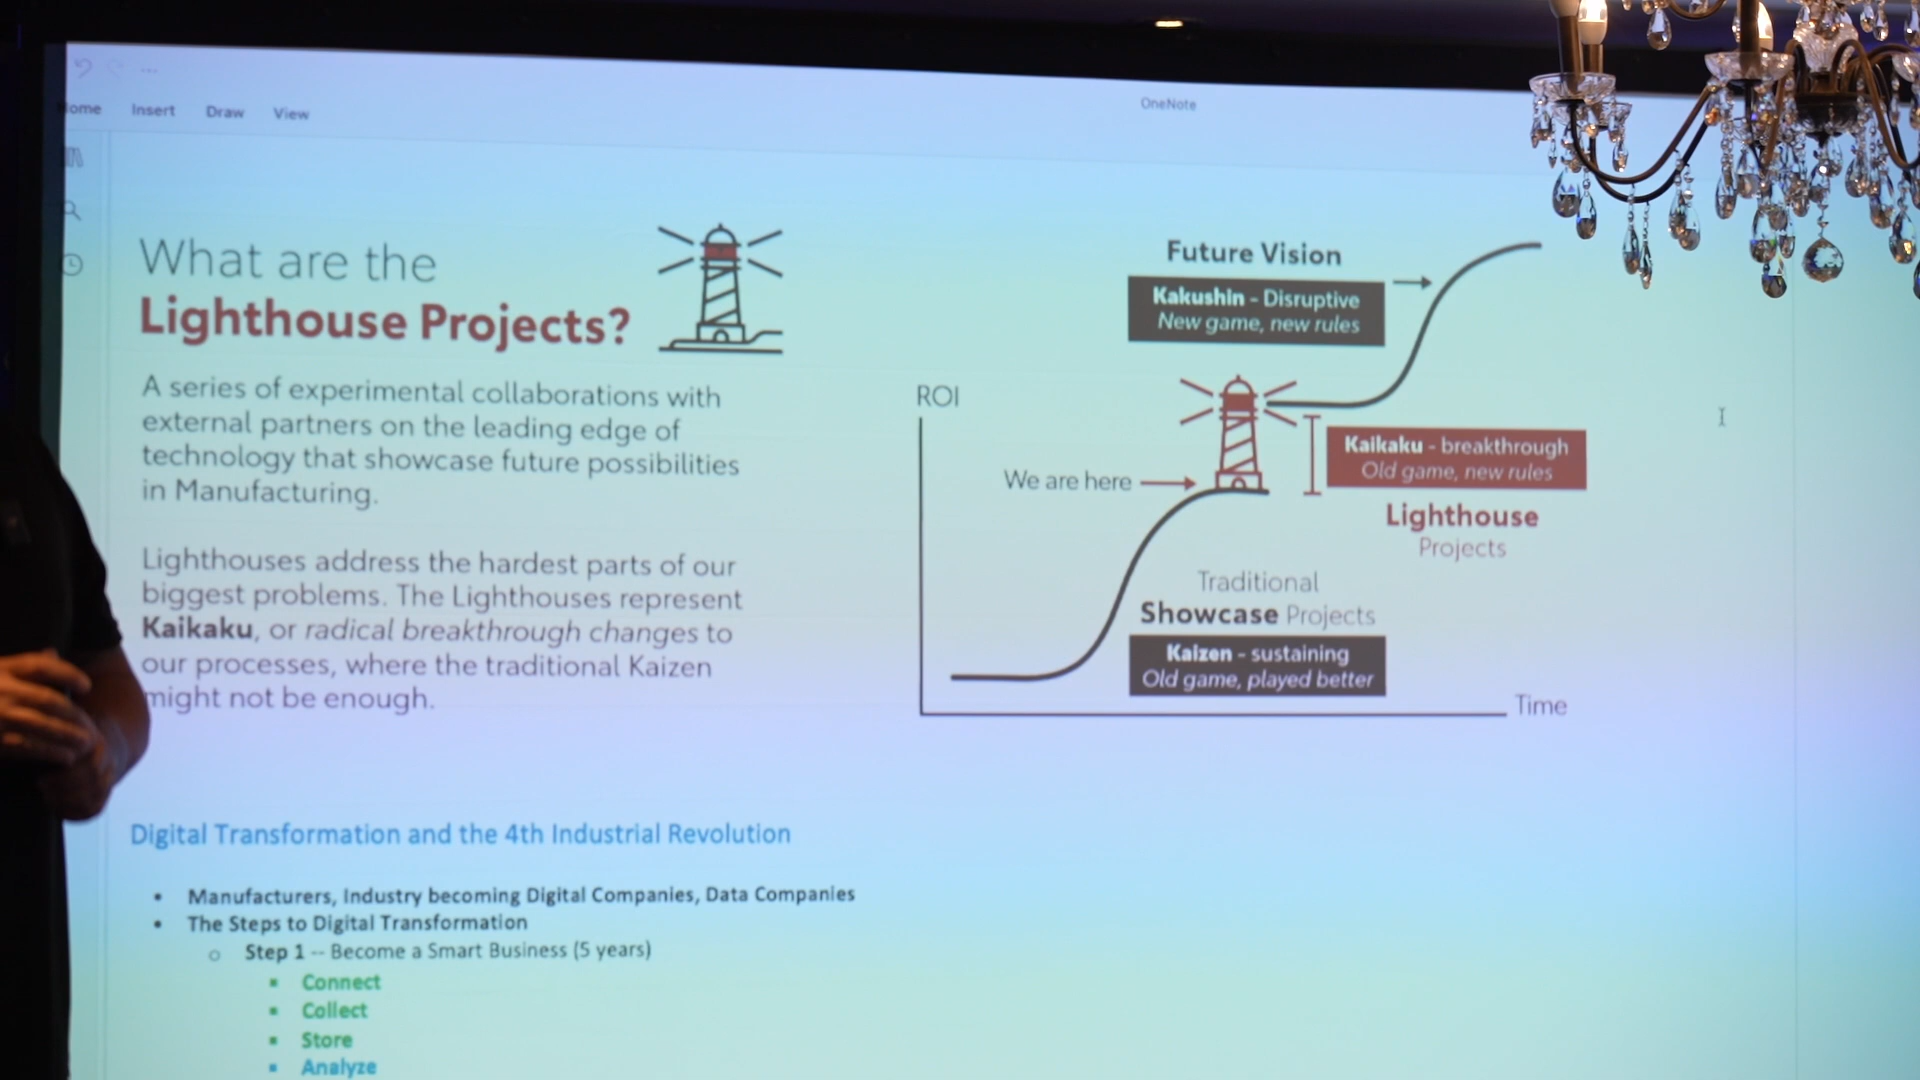 Home Insert Draw View
OneNote
What are the
Lighthouse Projects?
A series of experimental collaborations with
external partners on the leading edge of
technology that showcase future possibilities
in Manufacturing.
Lighthouses address the hardest parts of our
biggest problems. The Lighthouses represent
Kaikaku, or radical breakthrough changes to
our processes, where the traditional Kaizen
might not be enough.
Future Vision
Kakushin - Disruptive
New game, new rules
ROI
We are here
Kaikaku - breakthrough
Old game, new rules
Lighthouse
Projects
Traditional
Showcase Projects
Kaizen - sustaining
Old game, played better
Time
Digital Transformation and the 4th Industrial Revolution
• Manufacturers, Industry becoming Digital Companies, Data Companies
• The Steps to Digital Transformation
○ Step 1 -- Become a Smart Business (5 years)
▪ Connect
▪ Collect
▪ Store
▪ Analyze